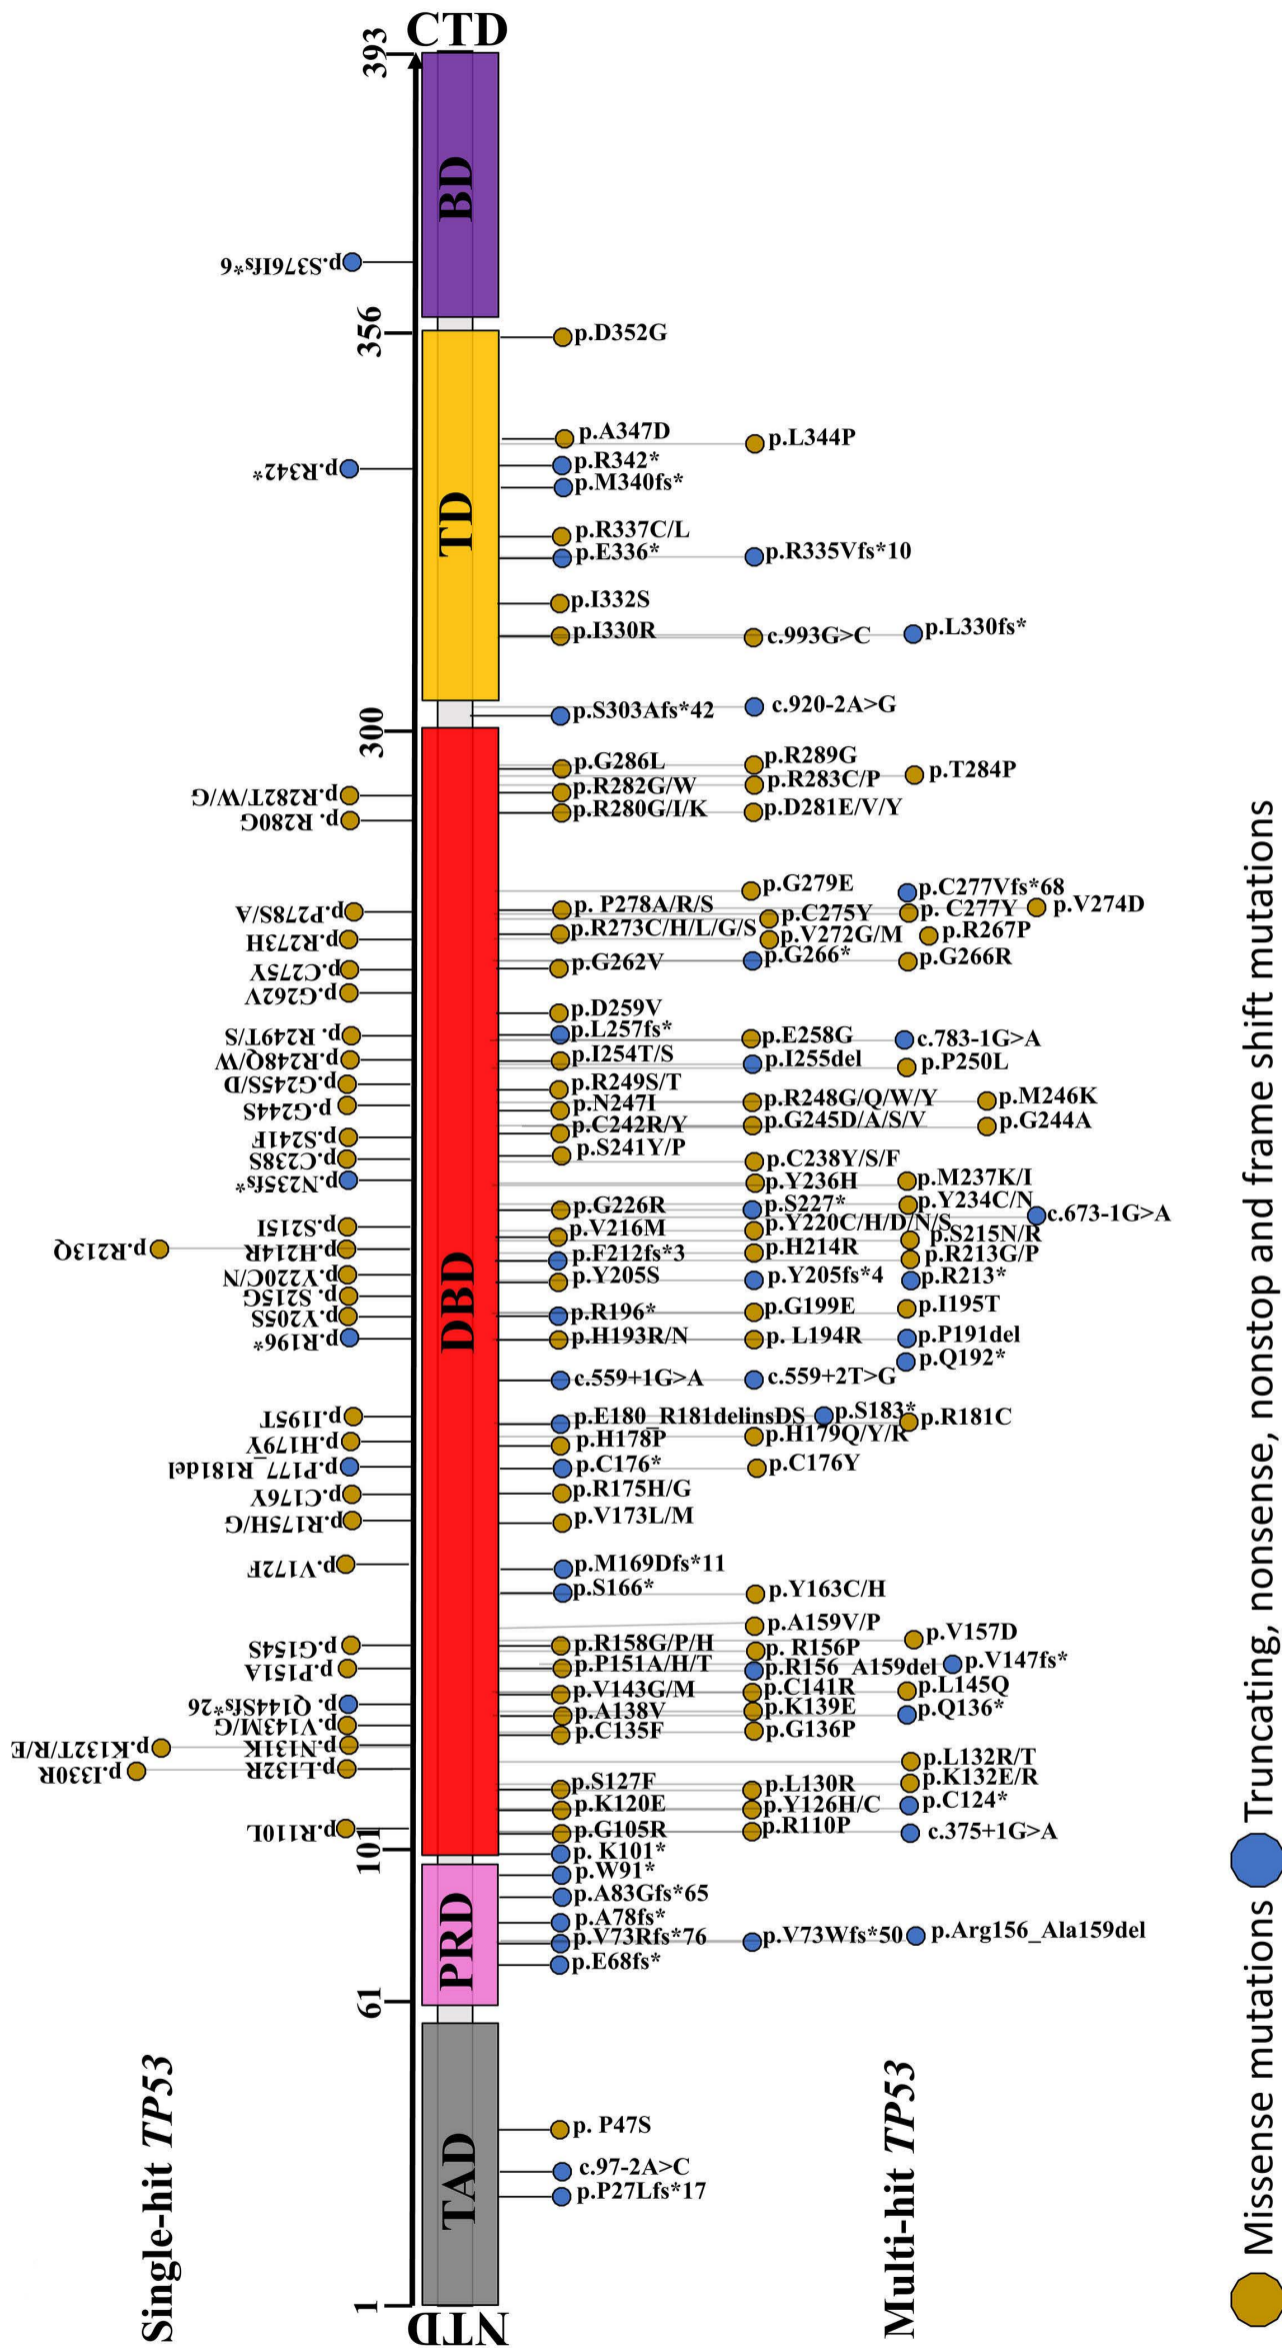 CTD
393
BD
p.S376Ifs*6
356
p.D352G
p.A347D
p.L344P
p.R342*
p.R342*
p.M340fs*
TD
p.R337C/L
p.E336*
p.R335Vfs*10
p.I332S
p.I330R
c.993G>C
p.L330fs*
p.S303Afs*42
c.920-2A>G
300
p.G286L
p.R289G
p.T284P
p.R282G/W
p.R283C/P
p.R280G/I/K
p.D281E/V/Y
p.R282T/W/G
p. R280G
p.G279E
p.C277Vfs*68
p. P278A/R/S
p.C275Y
p. C277Y
p.V274D
p.R273C/H/L/G/S
p.V272G/M
p.R267P
p.G262V
p.G266*
p.G266R
p.P278S/A
p.R273H
p.C275Y
p.G262V
p.D259V
p.L257fs*
p.E258G
c.783-1G>A
p.I254T/S
p.I255del
p.P250L
p.R249S/T
p.N247I
p.R248G/Q/W/Y
p.M246K
p.C242R/Y
p.G245D/A/S/V
p.G244A
p.S241Y/P
p.C238Y/S/F
p. R249T/S
p.R248Q/W
p.G245S/D
p.G244S
p.S241F
p.C238S
p.N235fs*
p.Y236H
p.M237K/I
p.G226R
p.S227*
p.Y234C/N
c.673-1G>A
p.V216M
p.Y220C/H/D/N/S
p.S215N/R
p.F212fs*3
p.H214R
p.R213G/P
p.Y205S
p.Y205fs*4
p.R213*
p.S215I
p.R213Q
p.H214R
p.Y220C/N
p. S215G
p.Y205S
p.R196*
DBD
p.R196*
p.G199E
p.I195T
p.H193R/N
p. L194R
p.P191del
p.Q192*
c.559+1G>A
c.559+2T>G
p.E180_R181delinsDS
p.S183*
p.R181C
p.H178P
p.H179Q/Y/R
p.C176*
p.C176Y
p.R175H/G
p.V173L/M
p.I195T
p.H179Y
p.P177_R181del
p.C176Y
p.R175H/G
p.V172F
p.M169Dfs*11
p.S166*
p.Y163C/H
p.A159V/P
p.R158G/P/H
p. R156P
p.V157D
p.P151A/H/T
p.R156_A159del
p.V147fs*
p.V143G/M
p.C141R
p.L145Q
p.A138V
p.K139E
p.Q136*
p.C135F
p.G136P
p.G154S
p.P151A
p. Q144Sfs*26
p.V143M/G
p.N131K
p.K132T/R/E
p.L132R
p.I330R
p.L132R/T
p.S127F
p.L130R
p.K132E/R
p.K120E
p.Y126H/C
p.C124*
p.G105R
p.R110P
c.375+1G>A
p.R110L
101
p. K101*
p.W91*
p.A83Gfs*65
p.A78fs*
p.V73Rfs*76
p.V73Wfs*50
p.Arg156_Ala159del
p.E68fs*
PRD
61
p. P47S
c.97-2A>C
p.P27Lfs*17
TAD
1
NTD
Single-hit TP53
Multi-hit TP53
Missense mutations
Truncating, nonsense, nonstop and frame shift mutations